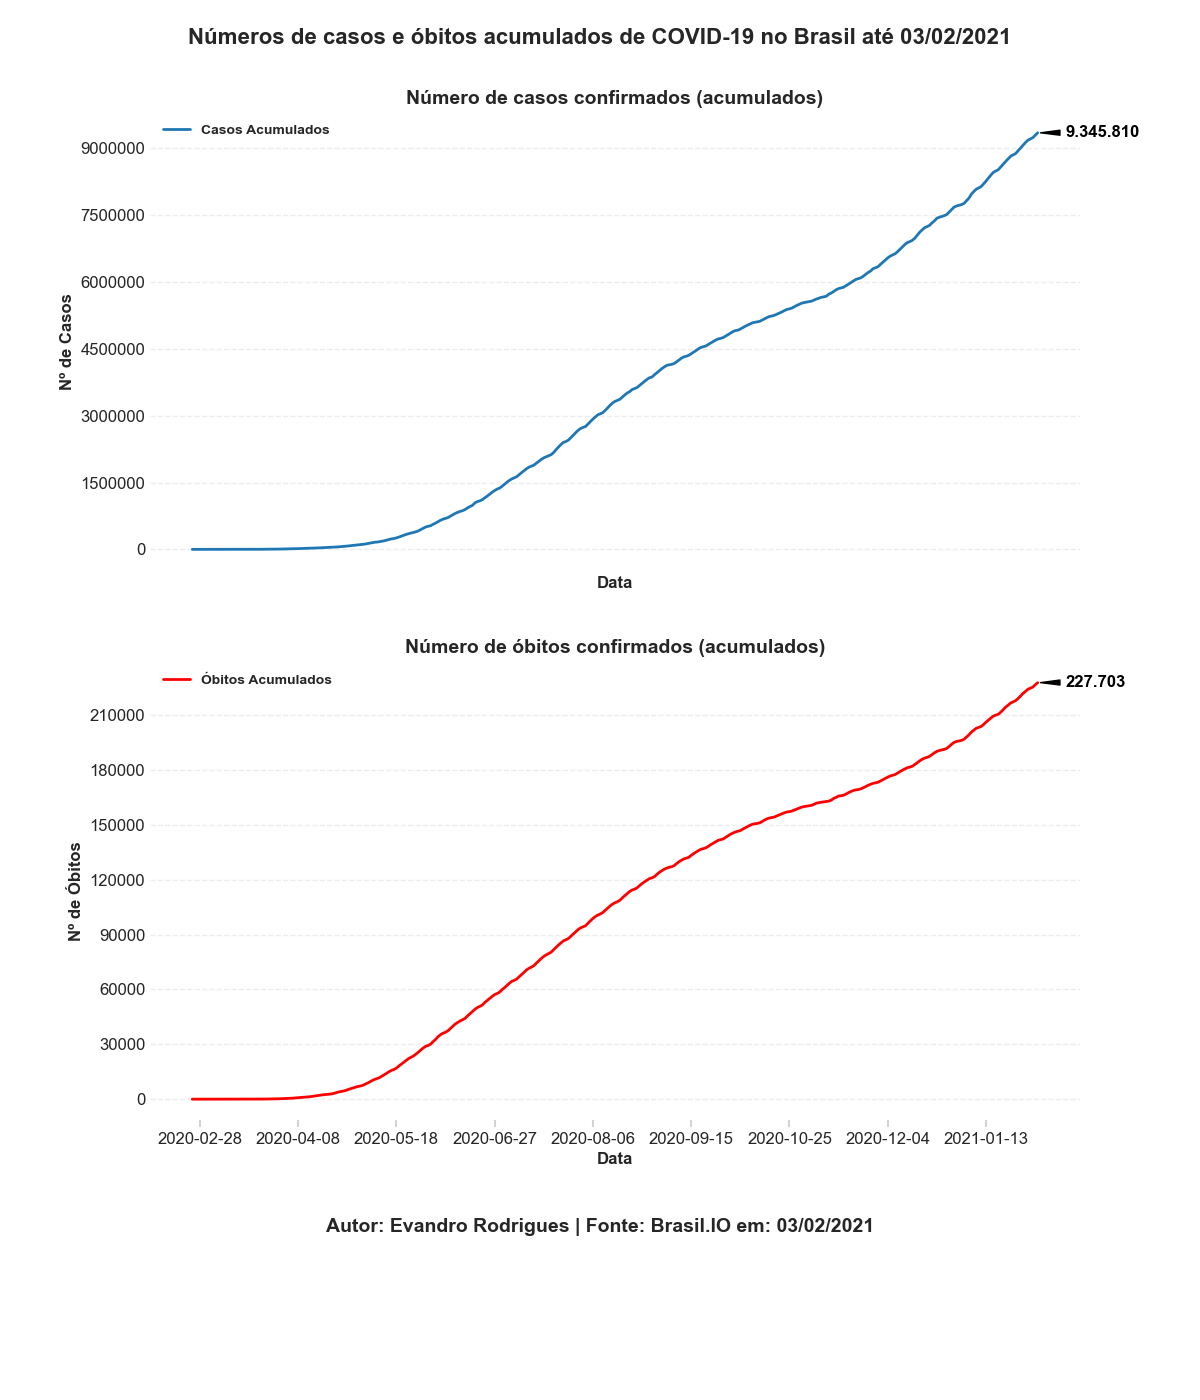 Números de casos e óbitos acumulados de COVID-19 no Brasil até 03/02/2021
Número de casos confirmados (acumulados)
Casos Acumulados
9.345.810
9000000
7500000
6000000
4500000
3000000
1500000
0
Nº de Casos
Data
Número de óbitos confirmados (acumulados)
Óbitos Acumulados
227.703
210000
180000
150000
120000
90000
60000
30000
0
Nº de Óbitos
2020-02-28 2020-04-08 2020-05-18 2020-06-27 2020-08-06 2020-09-15 2020-10-25 2020-12-04 2021-01-13
Data
Autor: Evandro Rodrigues | Fonte: Brasil.IO em: 03/02/2021